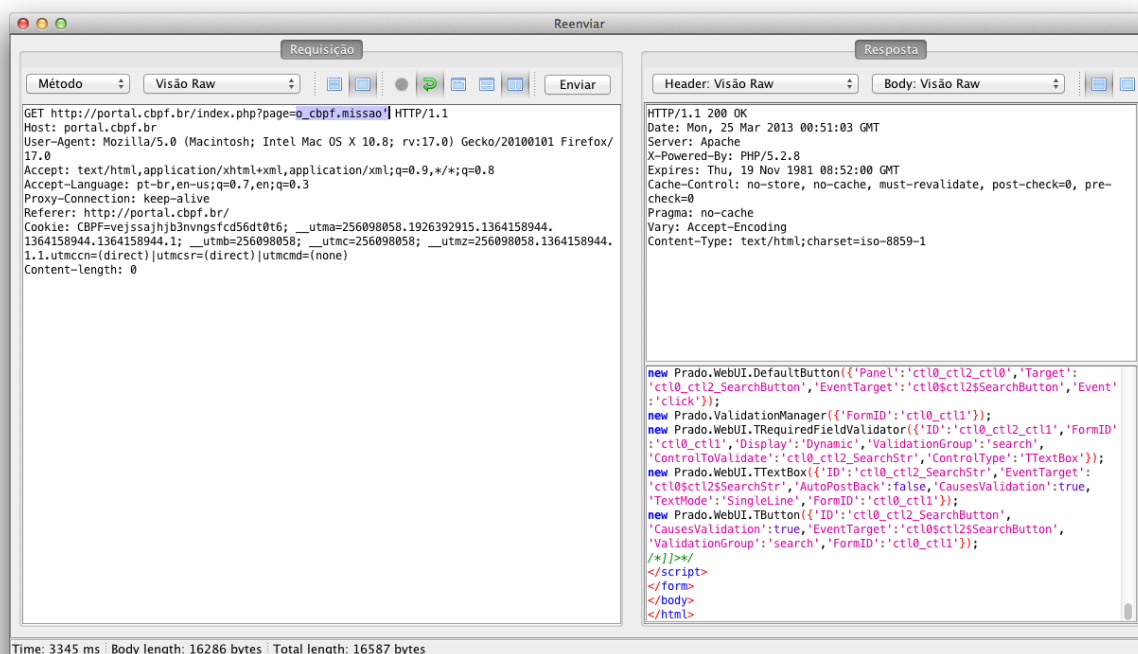 Reenviar
Requisição
Método
Visão Raw
Enviar
GET http://portal.cbpf.br/index.php?page=o_cbpf.missao' HTTP/1.1
Host: portal.cbpf.br
User-Agent: Mozilla/5.0 (Macintosh; Intel Mac OS X 10.8; rv:17.0) Gecko/20100101 Firefox/
17.0
Accept: text/html,application/xhtml+xml,application/xml;q=0.9,*/*;q=0.8
Accept-Language: pt-br,en-us;q=0.7,en;q=0.3
Proxy-Connection: keep-alive
Referer: http://portal.cbpf.br/
Cookie: CBPF=vejssajhjb3nvngsfcd56dt0t6; __utma=256098058.1926392915.1364158944.
1364158944.1364158944.1; __utmb=256098058; __utmc=256098058; __utmz=256098058.1364158944.
1.1.utmccn=(direct)|utmcsr=(direct)|utmcmd=(none)
Content-length: 0
Resposta
Header: Visão Raw
Body: Visão Raw
HTTP/1.1 200 OK
Date: Mon, 25 Mar 2013 00:51:03 GMT
Server: Apache
X-Powered-By: PHP/5.2.8
Expires: Thu, 19 Nov 1981 08:52:00 GMT
Cache-Control: no-store, no-cache, must-revalidate, post-check=0, pre-
check=0
Pragma: no-cache
Vary: Accept-Encoding
Content-Type: text/html;charset=iso-8859-1
new Prado.WebUI.DefaultButton({'Panel':'ctl0_ctl2_ctl0','Target':
'ctl0_ctl2_SearchButton','EventTarget':'ctl0$ctl2$SearchButton','Event'
:'click'});
new Prado.ValidationManager({'FormID':'ctl0_ctl1'});
new Prado.WebUI.TRequiredFieldValidator({'ID':'ctl0_ctl2_ctl1','FormID'
:'ctl0_ctl1','Display':'Dynamic','ValidationGroup':'search',
'ControlToValidate':'ctl0_ctl2_SearchStr','ControlType':'TTextBox'});
new Prado.WebUI.TTextBox({'ID':'ctl0_ctl2_SearchStr','EventTarget':
'ctl0$ctl2$SearchStr','AutoPostBack':false,'CausesValidation':true,
'TextMode':'SingleLine','FormID':'ctl0_ctl1'});
new Prado.WebUI.TButton({'ID':'ctl0_ctl2_SearchButton',
'CausesValidation':true,'EventTarget':'ctl0$ctl2$SearchButton',
'ValidationGroup':'search','FormID':'ctl0_ctl1'});
/*]]>*/
</script>
</form>
</body>
</html>
Time: 3345 ms Body length: 16286 bytes Total length: 16587 bytes